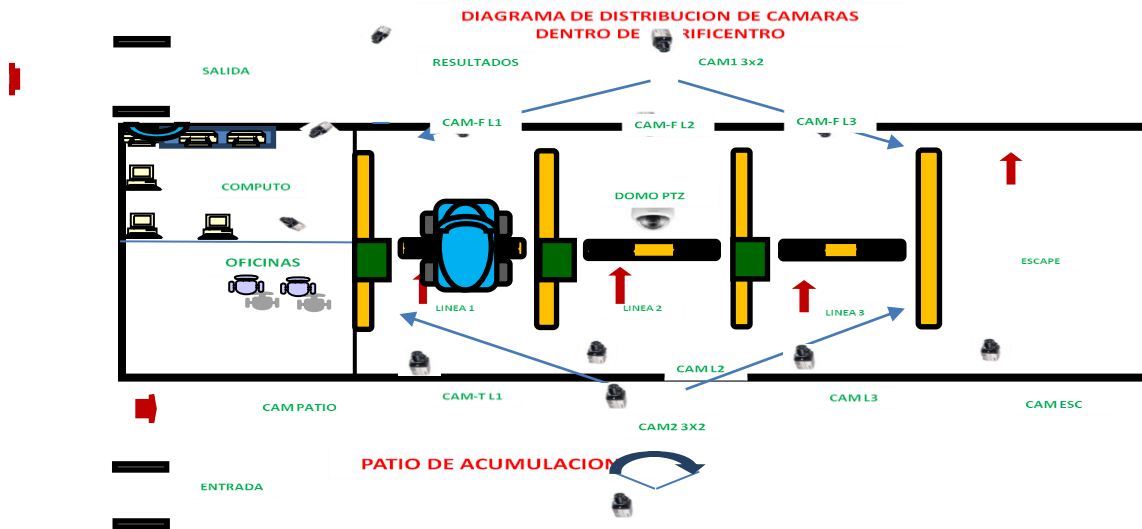 DIAGRAMA DE DISTRIBUCION DE CAMARAS
DENTRO DE RIFICENTRO
SALIDA
RESULTADOS
CAM1 3x2
CAM-F L1
CAM-F L2
CAM-F L3
COMPUTO
DOMO PTZ
OFICINAS
ESCAPE
LINEA 1
LINEA 2
LINEA 3
CAM L2
CAM PATIO
CAM-T L1
CAM L3
CAM ESC
CAM2 3X2
PATIO DE ACUMULACION
ENTRADA